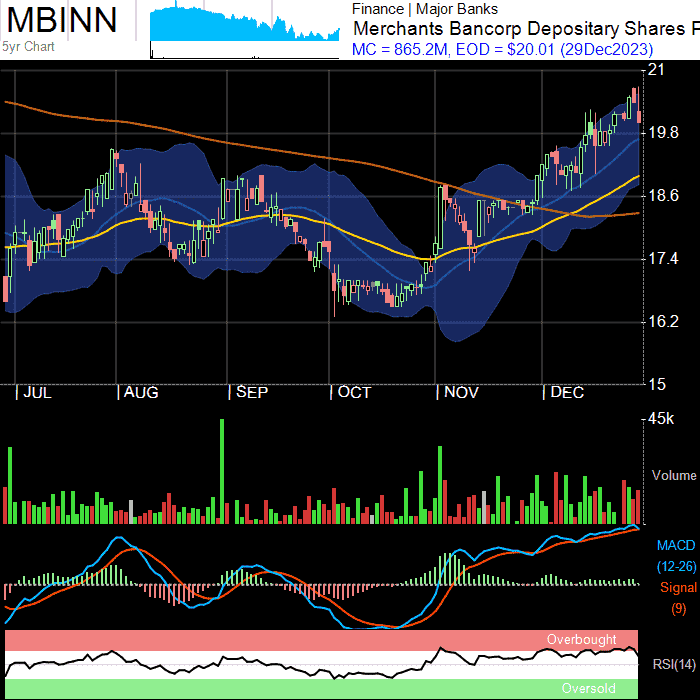 MBINN
5yr Chart
Finance | Major Banks
Merchants Bancorp Depositary Shares P
MC = 865.2M, EOD = $20.01 (29Dec2023)
21
19.8
18.6
17.4
16.2
15
| JUL | AUG | SEP | OCT | NOV | DEC
45k
Volume
MACD
(12-26)
Signal
(9)
Overbought
RSI(14)
Oversold